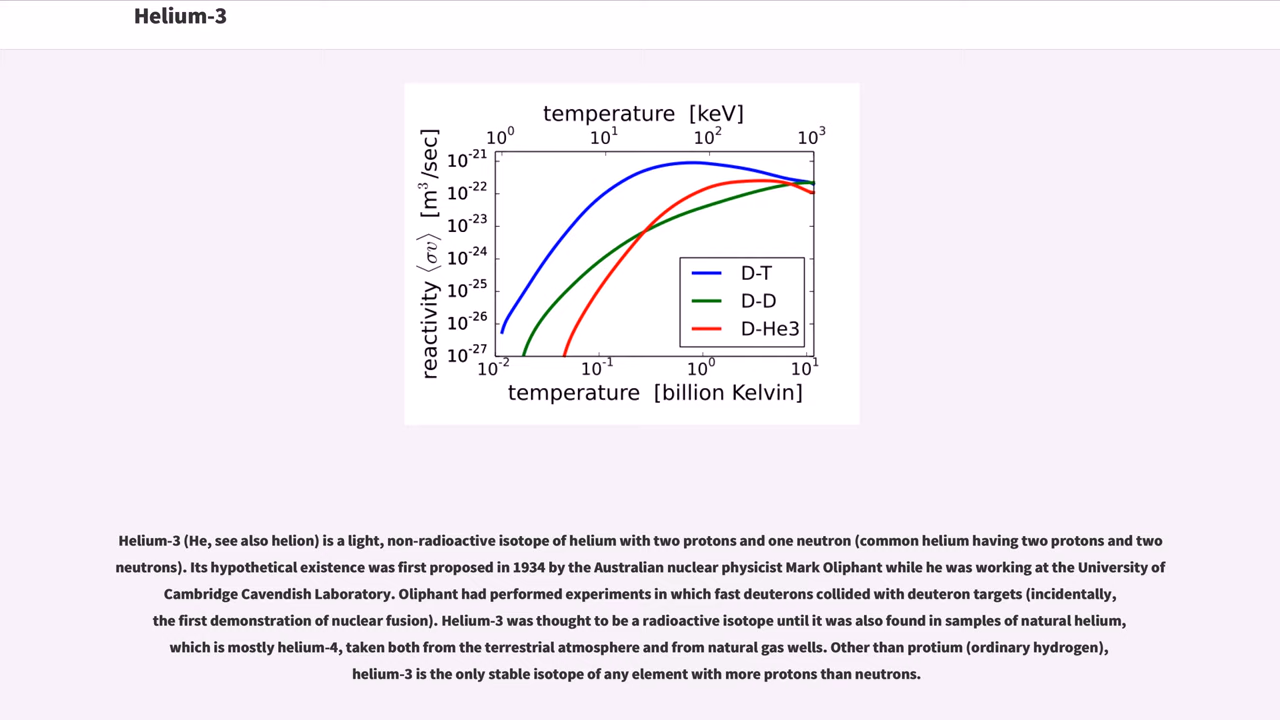 Helium-3
temperature [keV]
10^0 10^1 10^2 10^3
reactivity ⟨σv⟩ [m^3/sec]
10^-21
10^-22
10^-23
10^-24
10^-25
10^-26
10^-27
D-T
D-D
D-He3
10^-2 10^-1 10^0 10^1
temperature [billion Kelvin]
Helium-3 (He, see also helion) is a light, non-radioactive isotope of helium with two protons and one neutron (common helium having two protons and two
neutrons). Its hypothetical existence was first proposed in 1934 by the Australian nuclear physicist Mark Oliphant while he was working at the University of
Cambridge Cavendish Laboratory. Oliphant had performed experiments in which fast deuterons collided with deuteron targets (incidentally,
the first demonstration of nuclear fusion). Helium-3 was thought to be a radioactive isotope until it was also found in samples of natural helium,
which is mostly helium-4, taken both from the terrestrial atmosphere and from natural gas wells. Other than protium (ordinary hydrogen),
helium-3 is the only stable isotope of any element with more protons than neutrons.